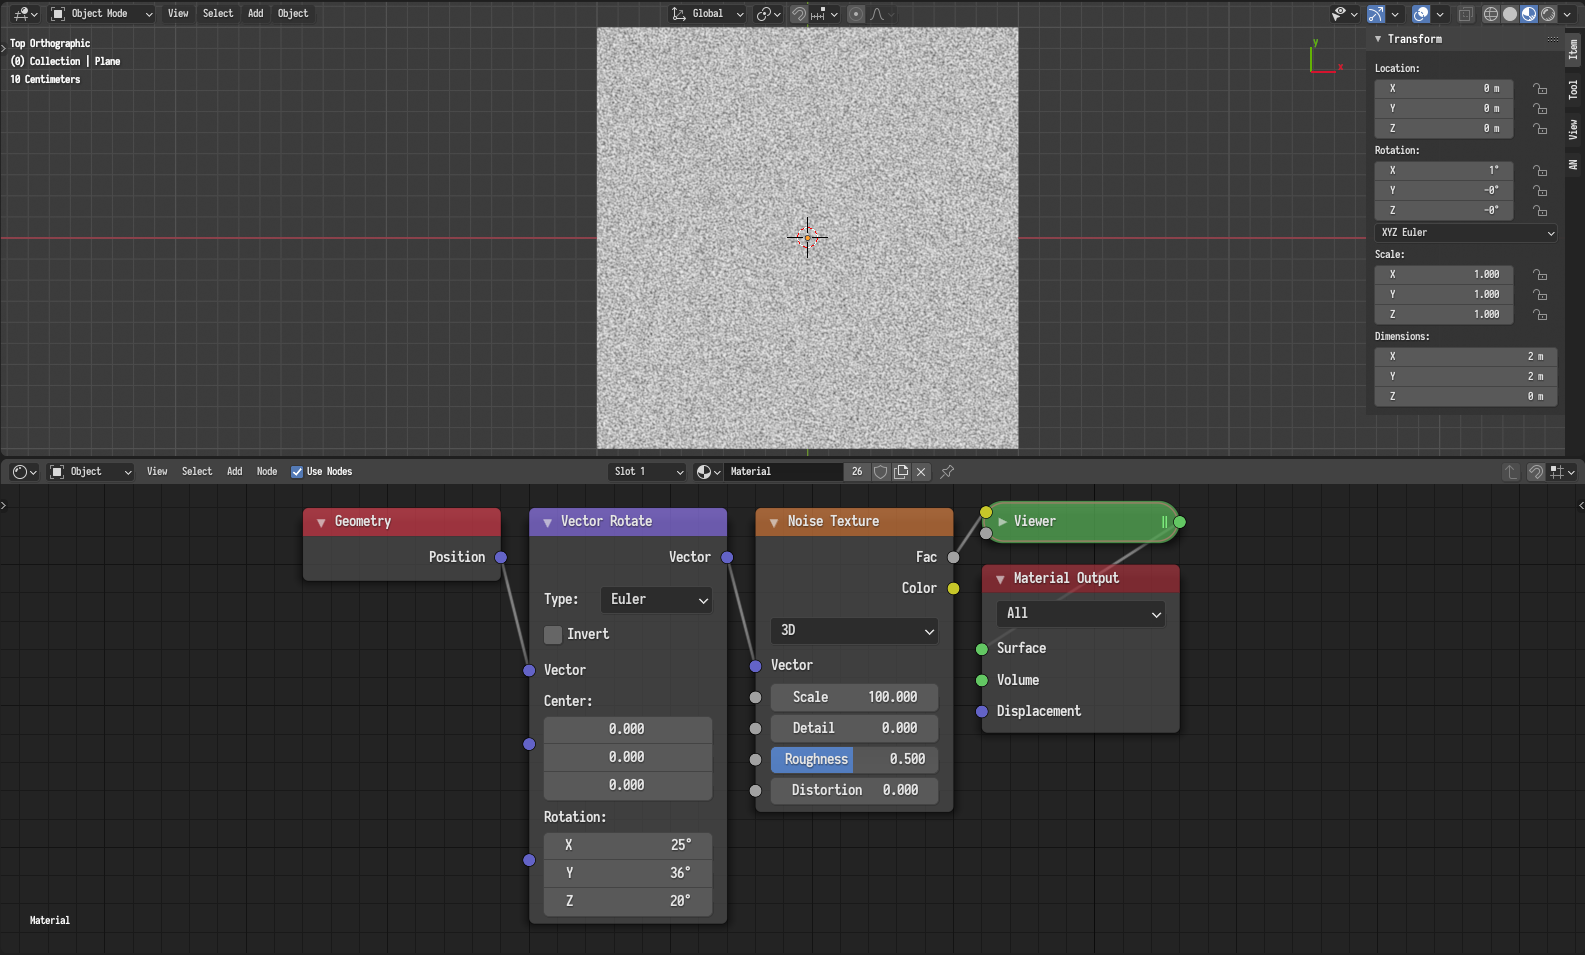 Object Mode View Select Add Object Global
Top Orthographic
(0) Collection | Plane
10 Centimeters
y
x
Transform
Location:
X 0 m
Y 0 m
Z 0 m
Rotation:
X 1°
Y -0°
Z -0°
XYZ Euler
Scale:
X 1.000
Y 1.000
Z 1.000
Dimensions:
X 2 m
Y 2 m
Z 0 m
Item
Tool
View
AN
Object View Select Add Node Use Nodes Slot 1 Material 26
Geometry
Position
Vector Rotate
Vector
Type: Euler
Invert
Vector
Center:
0.000
0.000
0.000
Rotation:
X 25°
Y 36°
Z 20°
Noise Texture
Fac
Color
3D
Vector
Scale 100.000
Detail 0.000
Roughness 0.500
Distortion 0.000
Viewer
Material Output
All
Surface
Volume
Displacement
Material